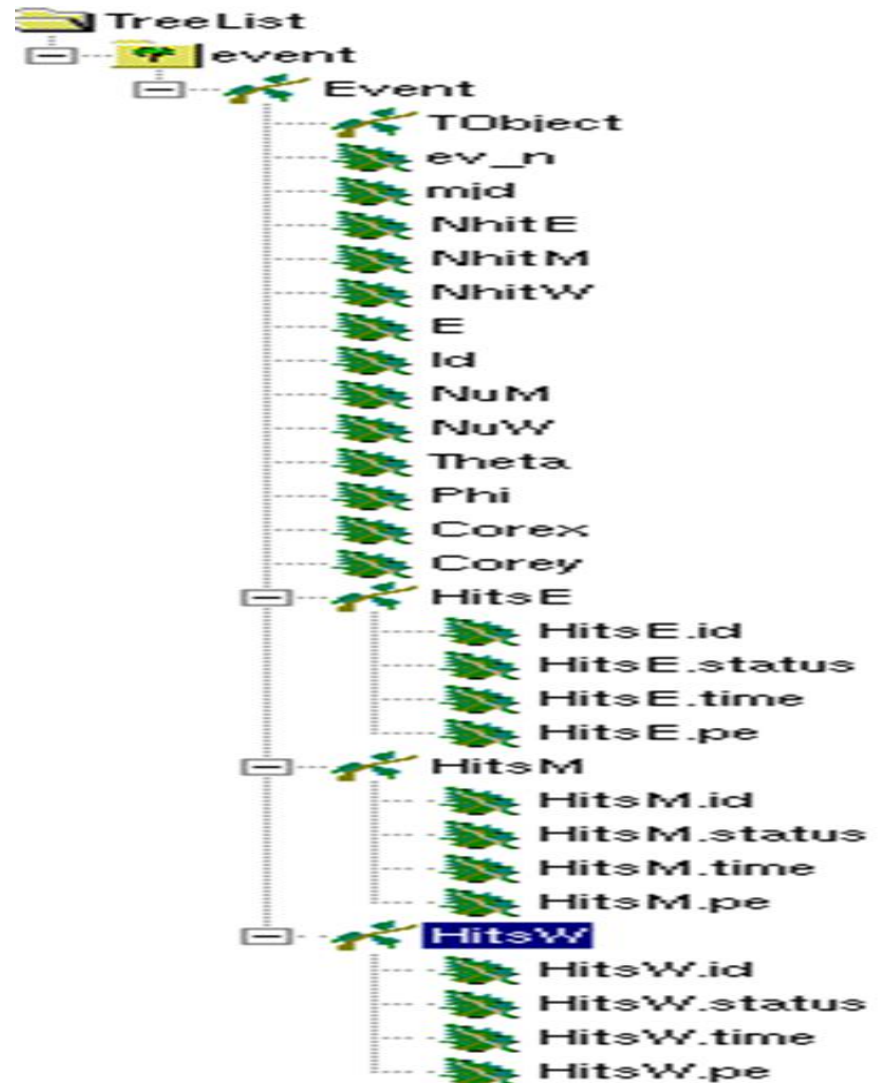 TreeList
event
Event
TObject
ev_n
mjd
NhitE
NhitM
NhitW
E
Id
NuM
NuW
Theta
Phi
Corex
Corey
HitsE
HitsE.id
HitsE.status
HitsE.time
HitsE.pe
HitsM
HitsM.id
HitsM.status
HitsM.time
HitsM.pe
HitsW
HitsW.id
HitsW.status
HitsW.time
HitsW.pe